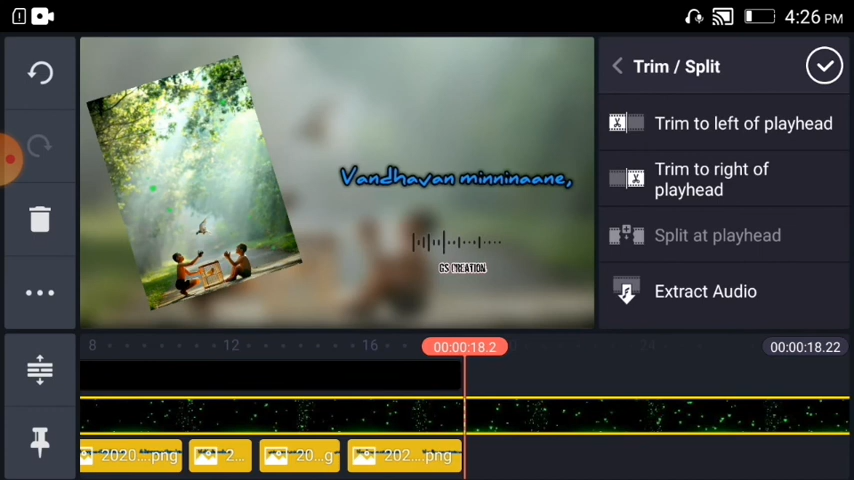 4:26 PM
Trim / Split
Trim to left of playhead
Trim to right of
playhead
Split at playhead
Extract Audio
Vandhavan minninaane,
GS CREATION
8
12
16
00:00:18.2
24
00:00:18.22
2020....png
2...
20...g
202....png